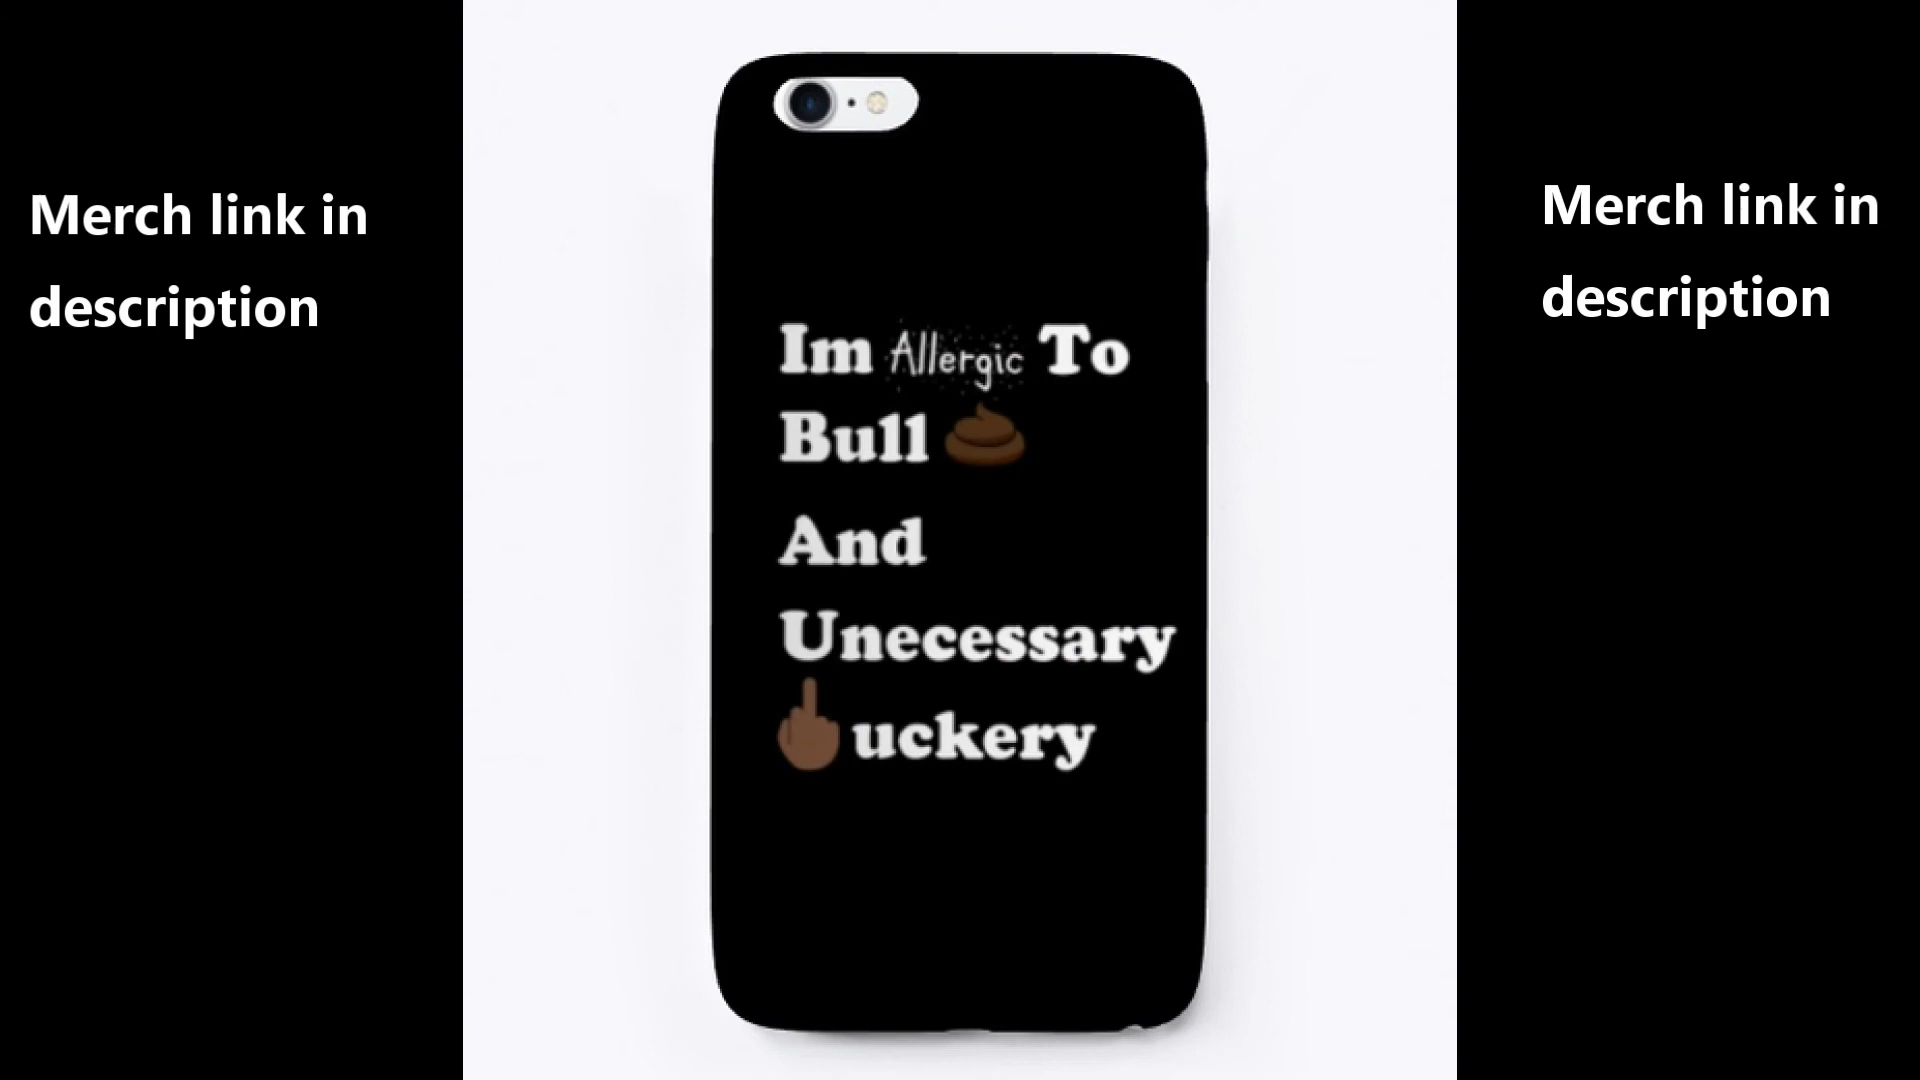 Merch link in
description
Im Allergic To
Bull 💩
And
Unecessary
🖕🏾uckery
Merch link in
description